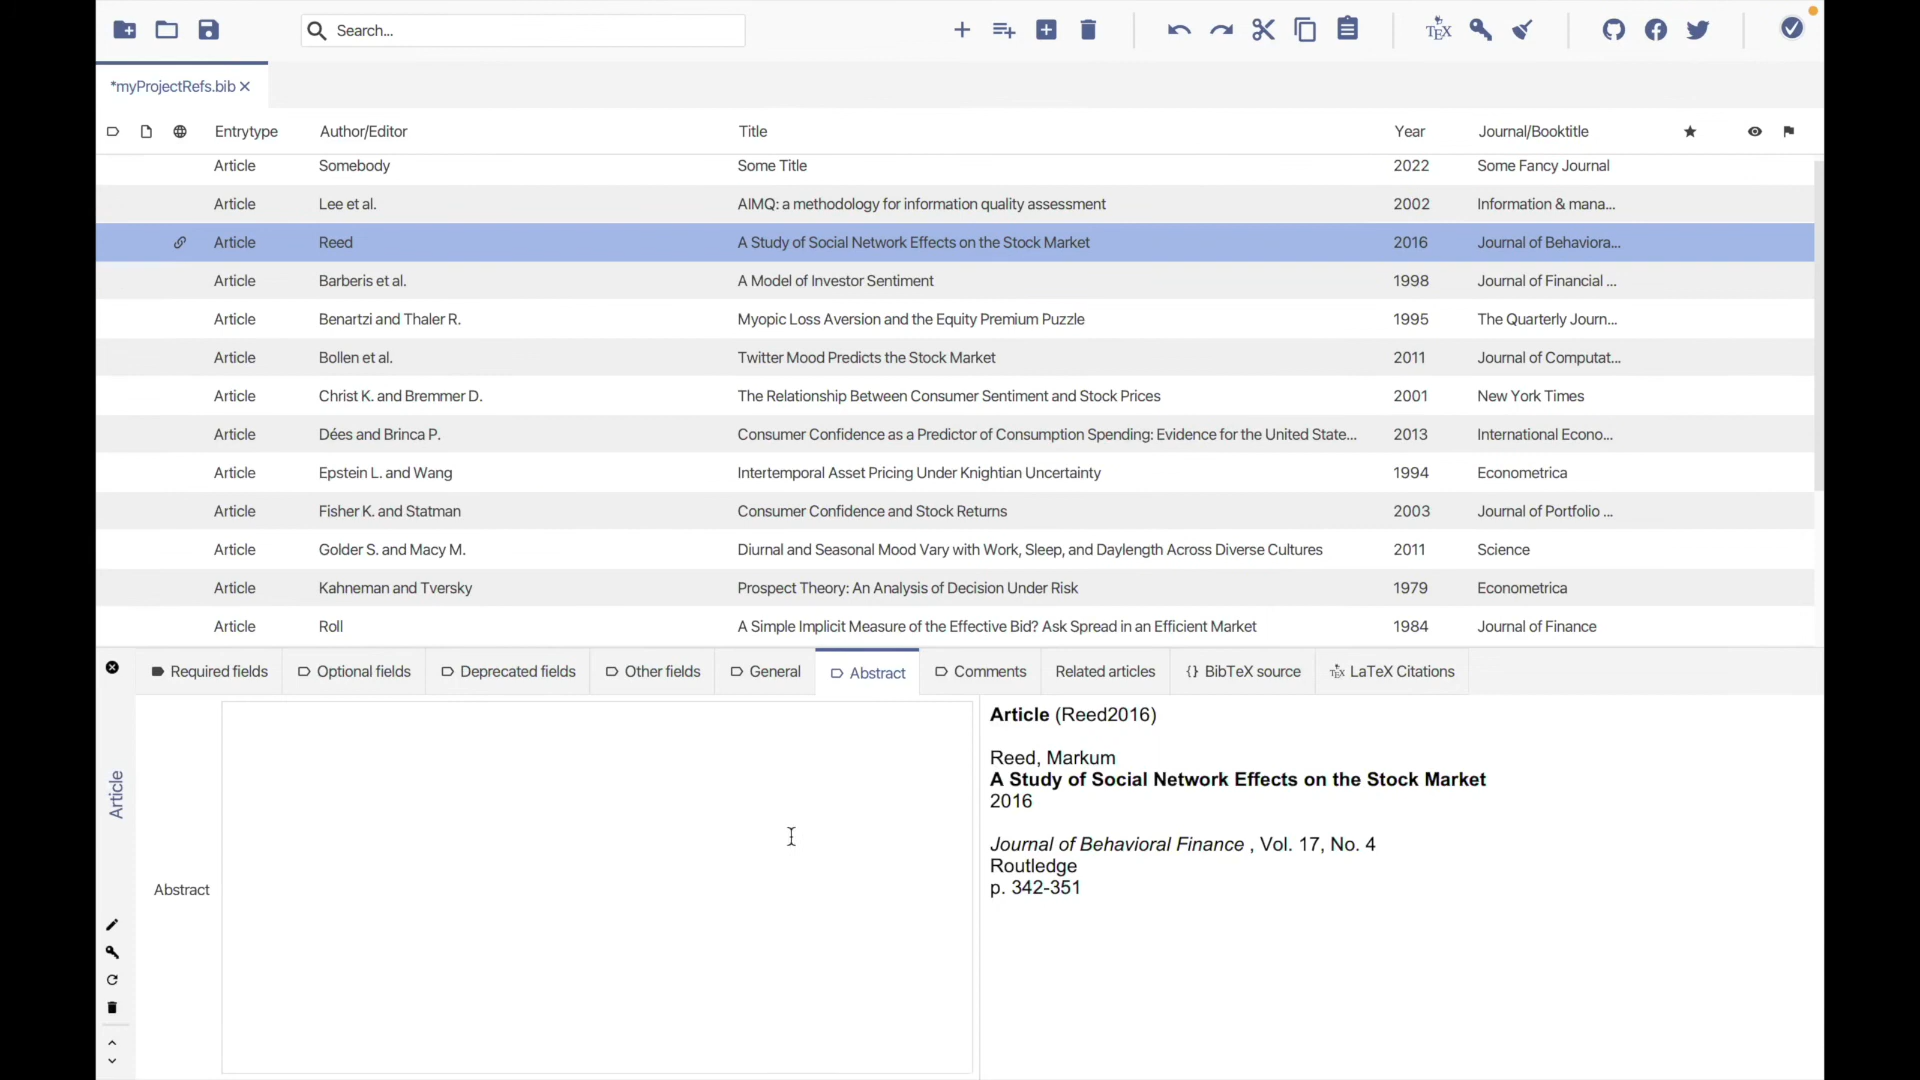 Search...
TEX
*myProjectRefs.bib
Entrytype Author/Editor Title Year Journal/Booktitle
Article Somebody Some Title 2022 Some Fancy Journal
Article Lee et al. AIMQ: a methodology for information quality assessment 2002 Information & mana...
Article Reed A Study of Social Network Effects on the Stock Market 2016 Journal of Behaviora...
Article Barberis et al. A Model of Investor Sentiment 1998 Journal of Financial ...
Article Benartzi and Thaler R. Myopic Loss Aversion and the Equity Premium Puzzle 1995 The Quarterly Journ...
Article Bollen et al. Twitter Mood Predicts the Stock Market 2011 Journal of Computat...
Article Christ K. and Bremmer D. The Relationship Between Consumer Sentiment and Stock Prices 2001 New York Times
Article Dées and Brinca P. Consumer Confidence as a Predictor of Consumption Spending: Evidence for the United State... 2013 International Econo...
Article Epstein L. and Wang Intertemporal Asset Pricing Under Knightian Uncertainty 1994 Econometrica
Article Fisher K. and Statman Consumer Confidence and Stock Returns 2003 Journal of Portfolio ...
Article Golder S. and Macy M. Diurnal and Seasonal Mood Vary with Work, Sleep, and Daylength Across Diverse Cultures 2011 Science
Article Kahneman and Tversky Prospect Theory: An Analysis of Decision Under Risk 1979 Econometrica
Article Roll A Simple Implicit Measure of the Effective Bid? Ask Spread in an Efficient Market 1984 Journal of Finance
Required fields Optional fields Deprecated fields Other fields General Abstract Comments Related articles {} BibTeX source TEX LaTeX Citations
Article
Abstract
Article (Reed2016)
Reed, Markum
A Study of Social Network Effects on the Stock Market
2016
Journal of Behavioral Finance , Vol. 17, No. 4
Routledge
p. 342-351